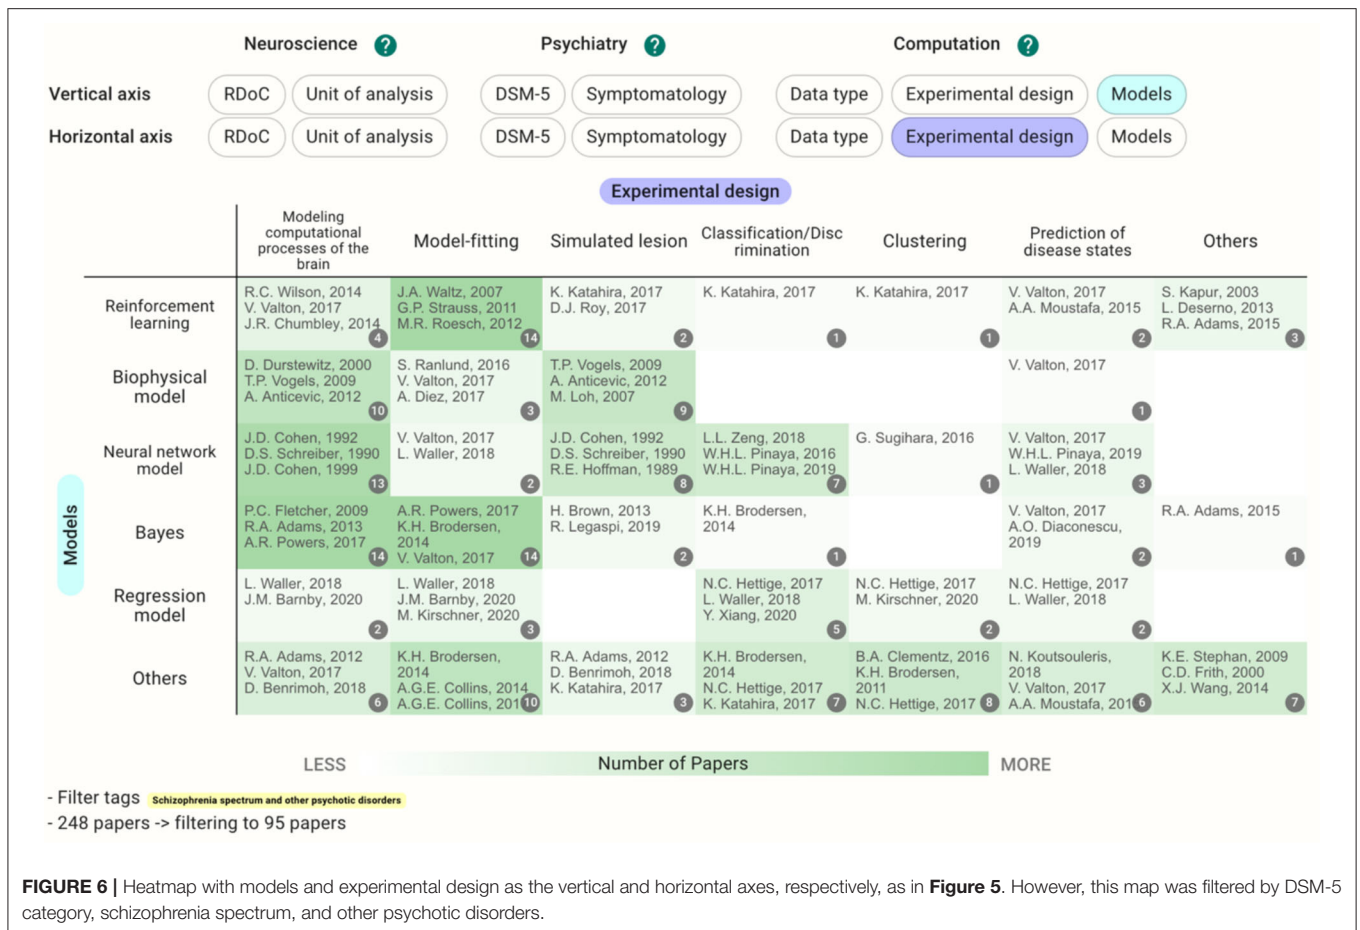 Neuroscience ?
Psychiatry ?
Computation ?
Vertical axis
RDoC
Unit of analysis
DSM-5
Symptomatology
Data type
Experimental design
Models
Horizontal axis
RDoC
Unit of analysis
DSM-5
Symptomatology
Data type
Experimental design
Models
Experimental design
Modeling
computational
processes of the
brain
Model-fitting
Simulated lesion
Classification/Disc
rimination
Clustering
Prediction of
disease states
Others
Models
Reinforcement
learning
R.C. Wilson, 2014
V. Valton, 2017
J.R. Chumbley, 2014
4
J.A. Waltz, 2007
G.P. Strauss, 2011
M.R. Roesch, 2012
14
K. Katahira, 2017
D.J. Roy, 2017
2
K. Katahira, 2017
1
K. Katahira, 2017
1
V. Valton, 2017
A.A. Moustafa, 2015
2
S. Kapur, 2003
L. Deserno, 2013
R.A. Adams, 2015
3
Biophysical
model
D. Durstewitz, 2000
T.P. Vogels, 2009
A. Anticevic, 2012
10
S. Ranlund, 2016
V. Valton, 2017
A. Diez, 2017
3
T.P. Vogels, 2009
A. Anticevic, 2012
M. Loh, 2007
9
V. Valton, 2017
1
Neural network
model
J.D. Cohen, 1992
D.S. Schreiber, 1990
J.D. Cohen, 1999
13
V. Valton, 2017
L. Waller, 2018
2
J.D. Cohen, 1992
D.S. Schreiber, 1990
R.E. Hoffman, 1989
8
L.L. Zeng, 2018
W.H.L. Pinaya, 2016
W.H.L. Pinaya, 2019
7
G. Sugihara, 2016
1
V. Valton, 2017
W.H.L. Pinaya, 2019
L. Waller, 2018
3
Bayes
P.C. Fletcher, 2009
R.A. Adams, 2013
A.R. Powers, 2017
14
A.R. Powers, 2017
K.H. Brodersen,
2014
V. Valton, 2017
14
H. Brown, 2013
R. Legaspi, 2019
2
K.H. Brodersen,
2014
1
V. Valton, 2017
A.O. Diaconescu,
2019
2
R.A. Adams, 2015
1
Regression
model
L. Waller, 2018
J.M. Barnby, 2020
2
L. Waller, 2018
J.M. Barnby, 2020
M. Kirschner, 2020
3
N.C. Hettige, 2017
L. Waller, 2018
Y. Xiang, 2020
5
N.C. Hettige, 2017
M. Kirschner, 2020
2
N.C. Hettige, 2017
L. Waller, 2018
2
Others
R.A. Adams, 2012
V. Valton, 2017
D. Benrimoh, 2018
6
K.H. Brodersen,
2014
A.G.E. Collins, 2014
A.G.E. Collins,
10
R.A. Adams, 2012
D. Benrimoh, 2018
K. Katahira, 2017
3
K.H. Brodersen,
2014
N.C. Hettige, 2017
K. Katahira, 2017
7
B.A. Clementz, 2016
K.H. Brodersen,
2011
N.C. Hettige, 2017
8
N. Koutsouleris,
2018
V. Valton, 2017
A.A. Moustafa,
6
K.E. Stephan, 2009
C.D. Frith, 2000
X.J. Wang, 2014
7
LESS
Number of Papers
MORE
- Filter tags Schizophrenia spectrum and other psychotic disorders
- 248 papers -> filtering to 95 papers
FIGURE 6 | Heatmap with models and experimental design as the vertical and horizontal axes, respectively, as in Figure 5. However, this map was filtered by DSM-5
category, schizophrenia spectrum, and other psychotic disorders.